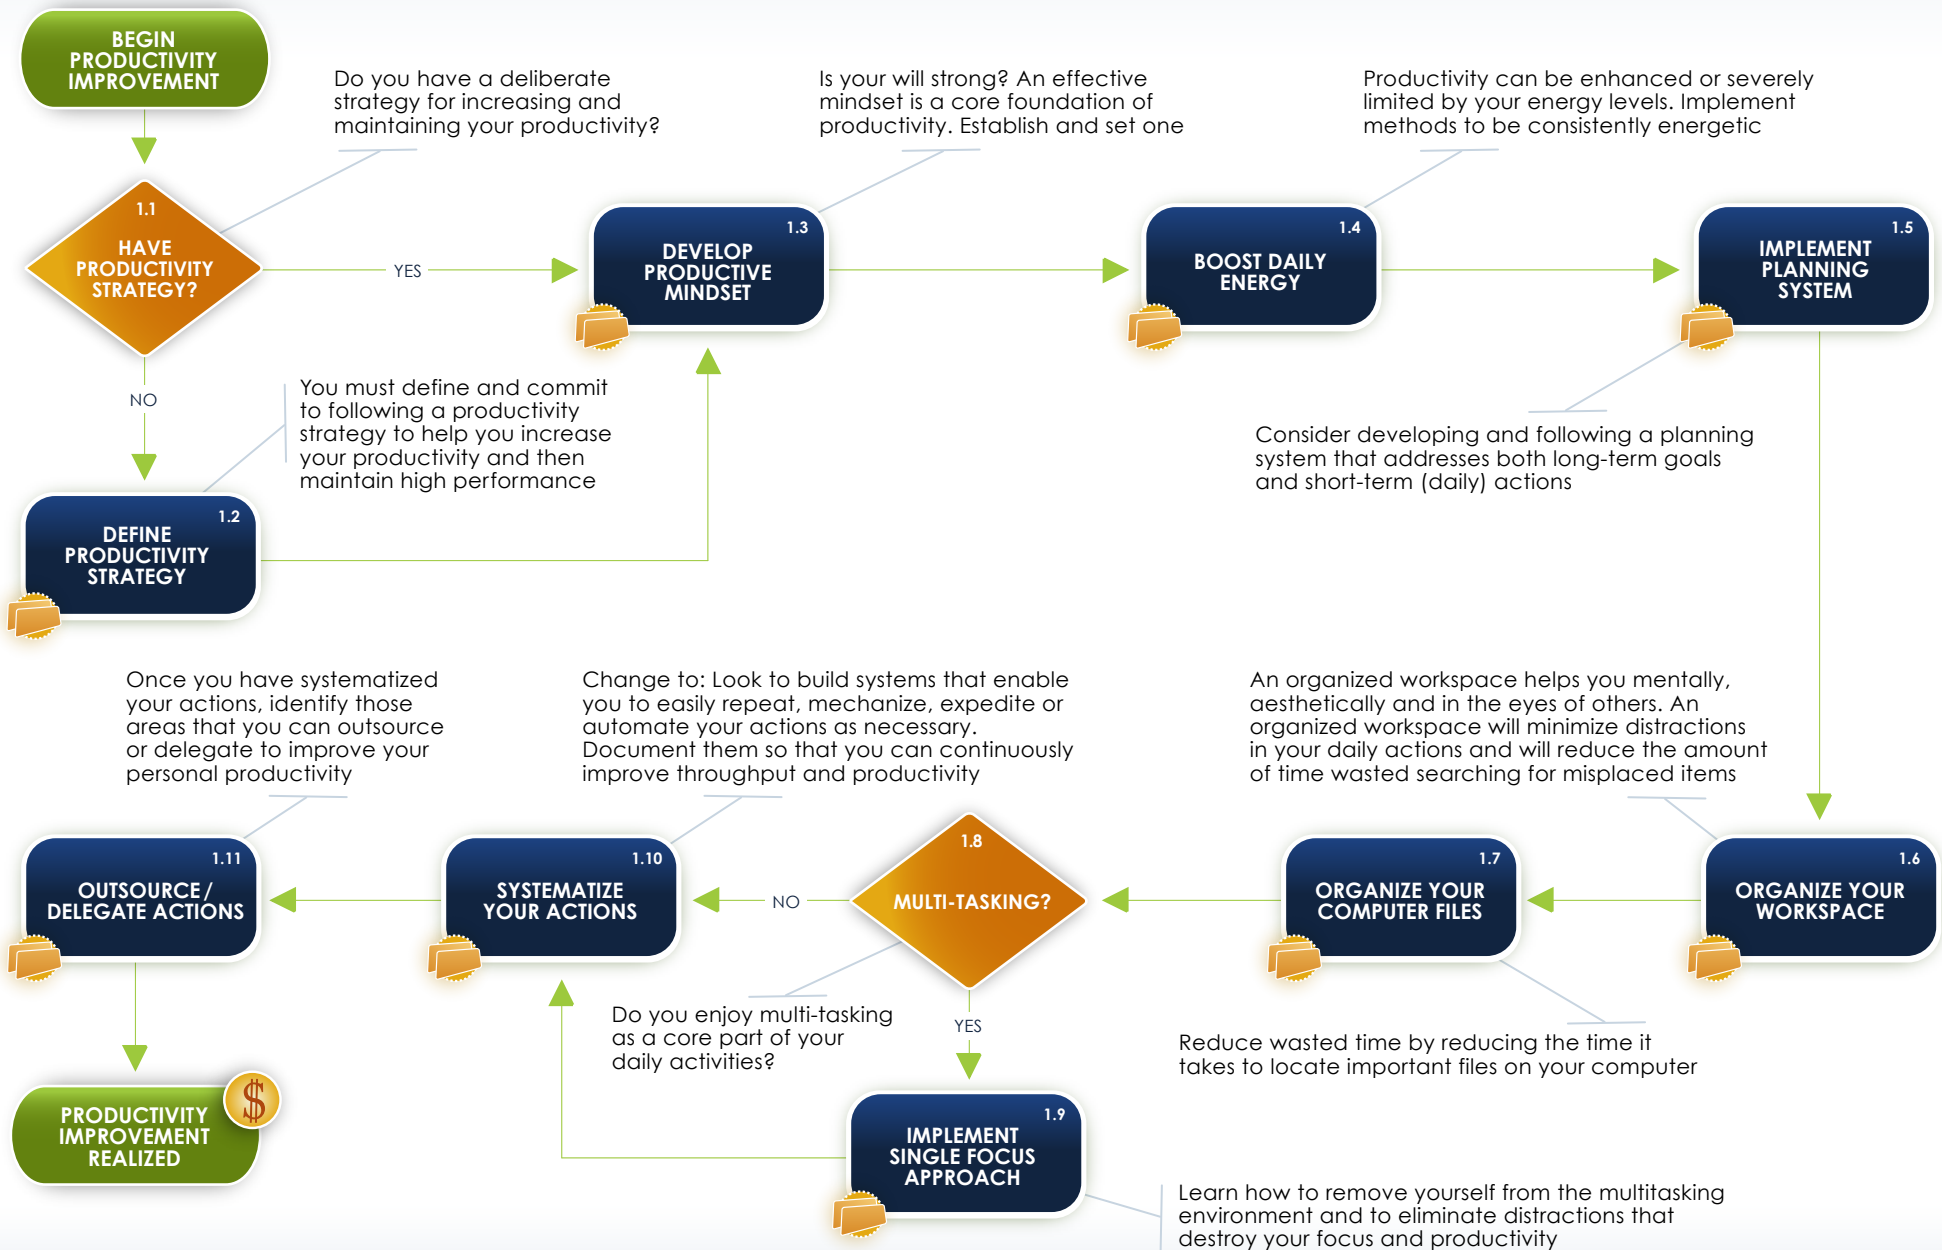 BEGIN
PRODUCTIVITY
IMPROVEMENT
Do you have a deliberate
strategy for increasing and
maintaining your productivity?
Is your will strong? An effective
mindset is a core foundation of
productivity. Establish and set one
Productivity can be enhanced or severely
limited by your energy levels. Implement
methods to be consistently energetic
1.1
HAVE
PRODUCTIVITY
STRATEGY?
YES
1.3
DEVELOP
PRODUCTIVE
MINDSET
1.4
BOOST DAILY
ENERGY
1.5
IMPLEMENT
PLANNING
SYSTEM
NO
You must define and commit
to following a productivity
strategy to help you increase
your productivity and then
maintain high performance
Consider developing and following a planning
system that addresses both long-term goals
and short-term (daily) actions
1.2
DEFINE
PRODUCTIVITY
STRATEGY
Once you have systematized
your actions, identify those
areas that you can outsource
or delegate to improve your
personal productivity
Change to: Look to build systems that enable
you to easily repeat, mechanize, expedite or
automate your actions as necessary.
Document them so that you can continuously
improve throughput and productivity
An organized workspace helps you mentally,
aesthetically and in the eyes of others. An
organized workspace will minimize distractions
in your daily actions and will reduce the amount
of time wasted searching for misplaced items
1.11
OUTSOURCE /
DELEGATE ACTIONS
1.10
SYSTEMATIZE
YOUR ACTIONS
NO
1.8
MULTI-TASKING?
1.7
ORGANIZE YOUR
COMPUTER FILES
1.6
ORGANIZE YOUR
WORKSPACE
Do you enjoy multi-tasking
as a core part of your
daily activities?
YES
Reduce wasted time by reducing the time it
takes to locate important files on your computer
$
PRODUCTIVITY
IMPROVEMENT
REALIZED
1.9
IMPLEMENT
SINGLE FOCUS
APPROACH
Learn how to remove yourself from the multitasking
environment and to eliminate distractions that
destroy your focus and productivity